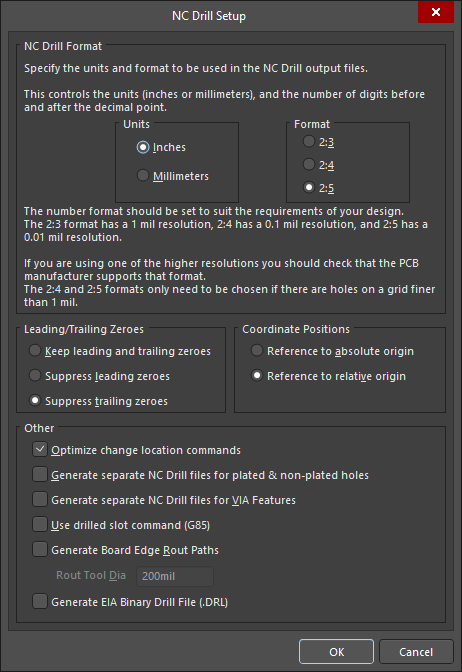 NC Drill Setup
NC Drill Format
Specify the units and format to be used in the NC Drill output files.
This controls the units (inches or millimeters), and the number of digits before
and after the decimal point.
Units
Inches
Millimeters
Format
2:3
2:4
2:5
The number format should be set to suit the requirements of your design.
The 2:3 format has a 1 mil resolution, 2:4 has a 0.1 mil resolution, and 2:5 has a
0.01 mil resolution.
If you are using one of the higher resolutions you should check that the PCB
manufacturer supports that format.
The 2:4 and 2:5 formats only need to be chosen if there are holes on a grid finer
than 1 mil.
Leading/Trailing Zeroes
Keep leading and trailing zeroes
Suppress leading zeroes
Suppress trailing zeroes
Coordinate Positions
Reference to absolute origin
Reference to relative origin
Other
Optimize change location commands
Generate separate NC Drill files for plated & non-plated holes
Generate separate NC Drill files for VIA Features
Use drilled slot command (G85)
Generate Board Edge Rout Paths
Rout Tool Dia 200mil
Generate EIA Binary Drill File (.DRL)
OK Cancel